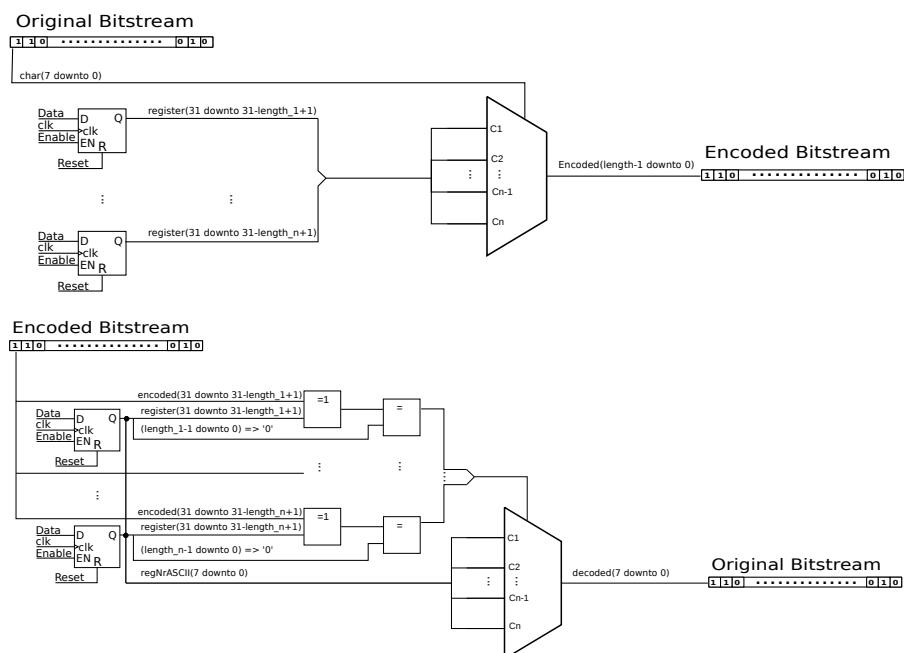 Original Bitstream
1 1 0 ·············· 0 1 0
char(7 downto 0)
Data
clk
Enable
D Q
clk
EN R
Reset
register(31 downto 31-length_1+1)
⋮ ⋮
Data
clk
Enable
D Q
clk
EN R
Reset
register(31 downto 31-length_n+1)
C1
C2
⋮ ⋮
Cn-1
Cn
Encoded(length-1 downto 0)
Encoded Bitstream
1 1 0 ·············· 0 1 0
Encoded Bitstream
1 1 0 ·············· 0 1 0
encoded(31 downto 31-length_1+1)
register(31 downto 31-length_1+1)
(length_1-1 downto 0) => '0'
=1
=
Data
clk
Enable
D Q
clk
EN R
Reset
⋮ ⋮ ⋮ ⋮
encoded(31 downto 31-length_n+1)
register(31 downto 31-length_n+1)
(length_n-1 downto 0) => '0'
=1
=
Data
clk
Enable
D Q
clk
EN R
Reset
regNrASCII(7 downto 0)
C1
C2
⋮ ⋮
Cn-1
Cn
decoded(7 downto 0)
Original Bitstream
1 1 0 ·············· 0 1 0